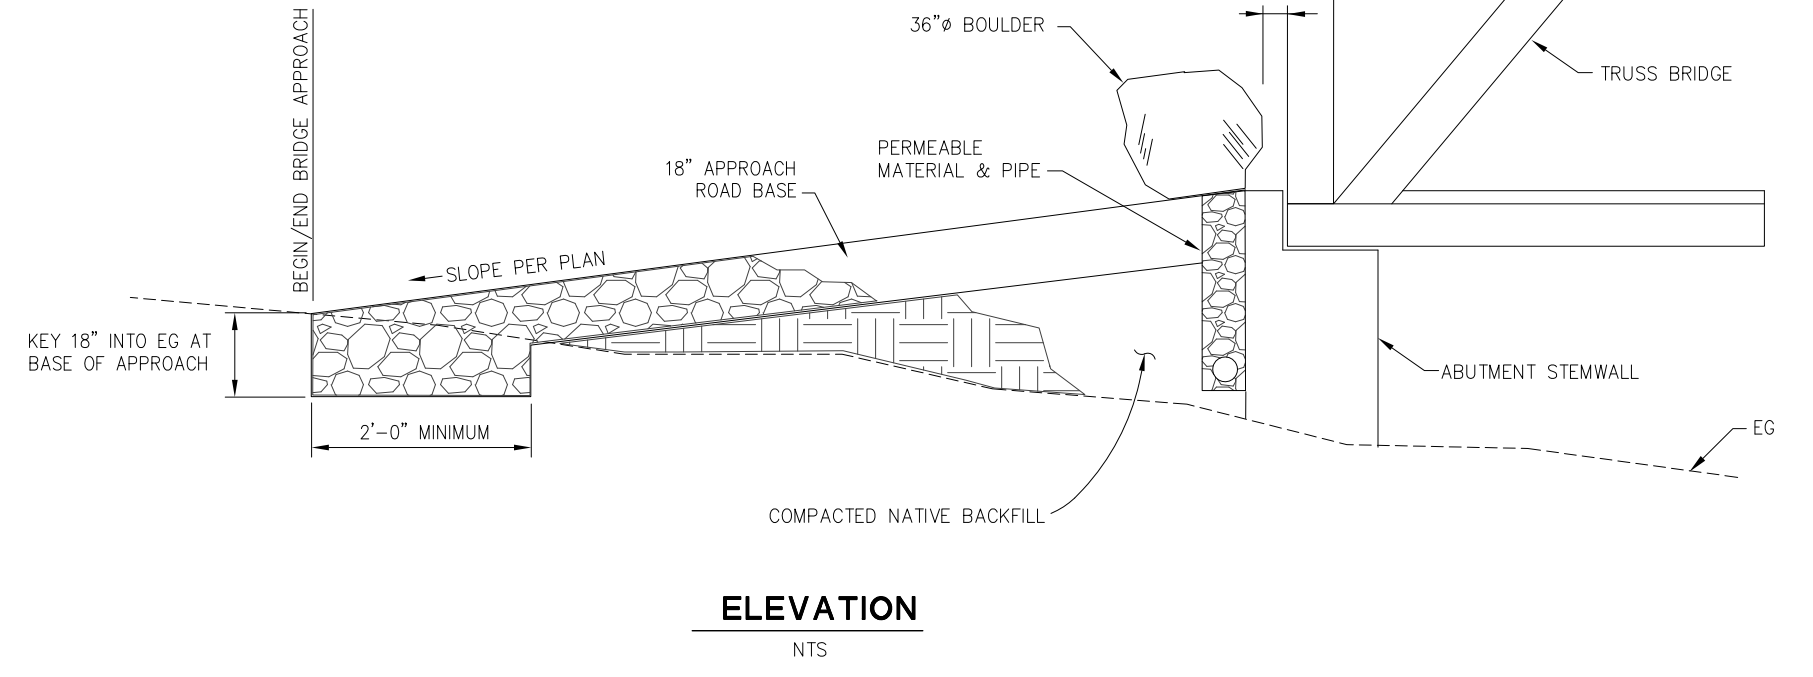 BEGIN/END BRIDGE APPROACH
36"ø BOULDER
TRUSS BRIDGE
PERMEABLE
MATERIAL & PIPE
18" APPROACH
ROAD BASE
SLOPE PER PLAN
KEY 18" INTO EG AT
BASE OF APPROACH
2'-0" MINIMUM
ABUTMENT STEMWALL
EG
COMPACTED NATIVE BACKFILL
ELEVATION
NTS